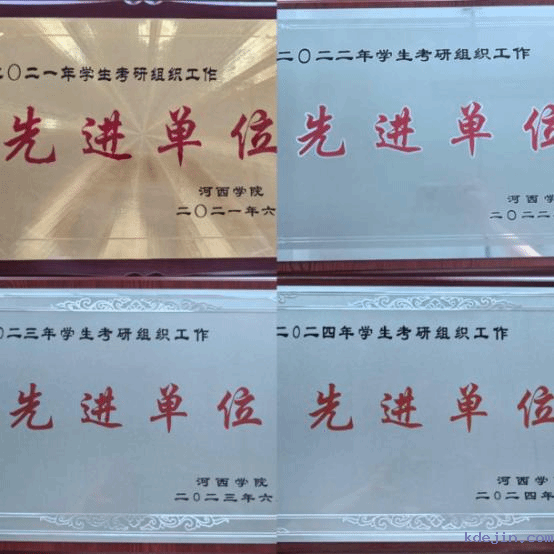 二〇二一年学生考研组织工作
先进单位
河西学院
二〇二一年六
二〇二二年学生考研组织工作
先进单位
河西学
二〇二二
〇二三年学生考研组织工作
先进单位
河西学院
二〇二三年六
二〇二四年学生考研组织工作
先进单位
河西学
二〇二四年
kdejin.com